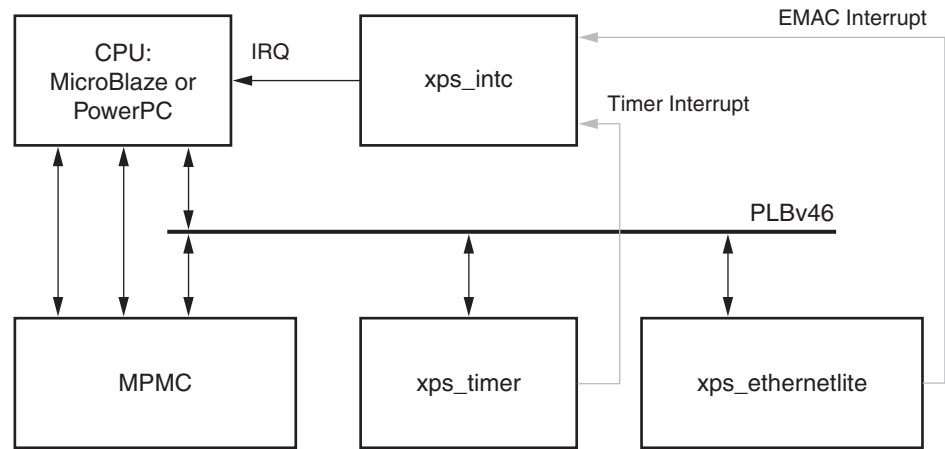 EMAC Interrupt
CPU:
MicroBlaze or
PowerPC
IRQ
xps_intc
Timer Interrupt
PLBv46
MPMC
xps_timer
xps_ethernetlite